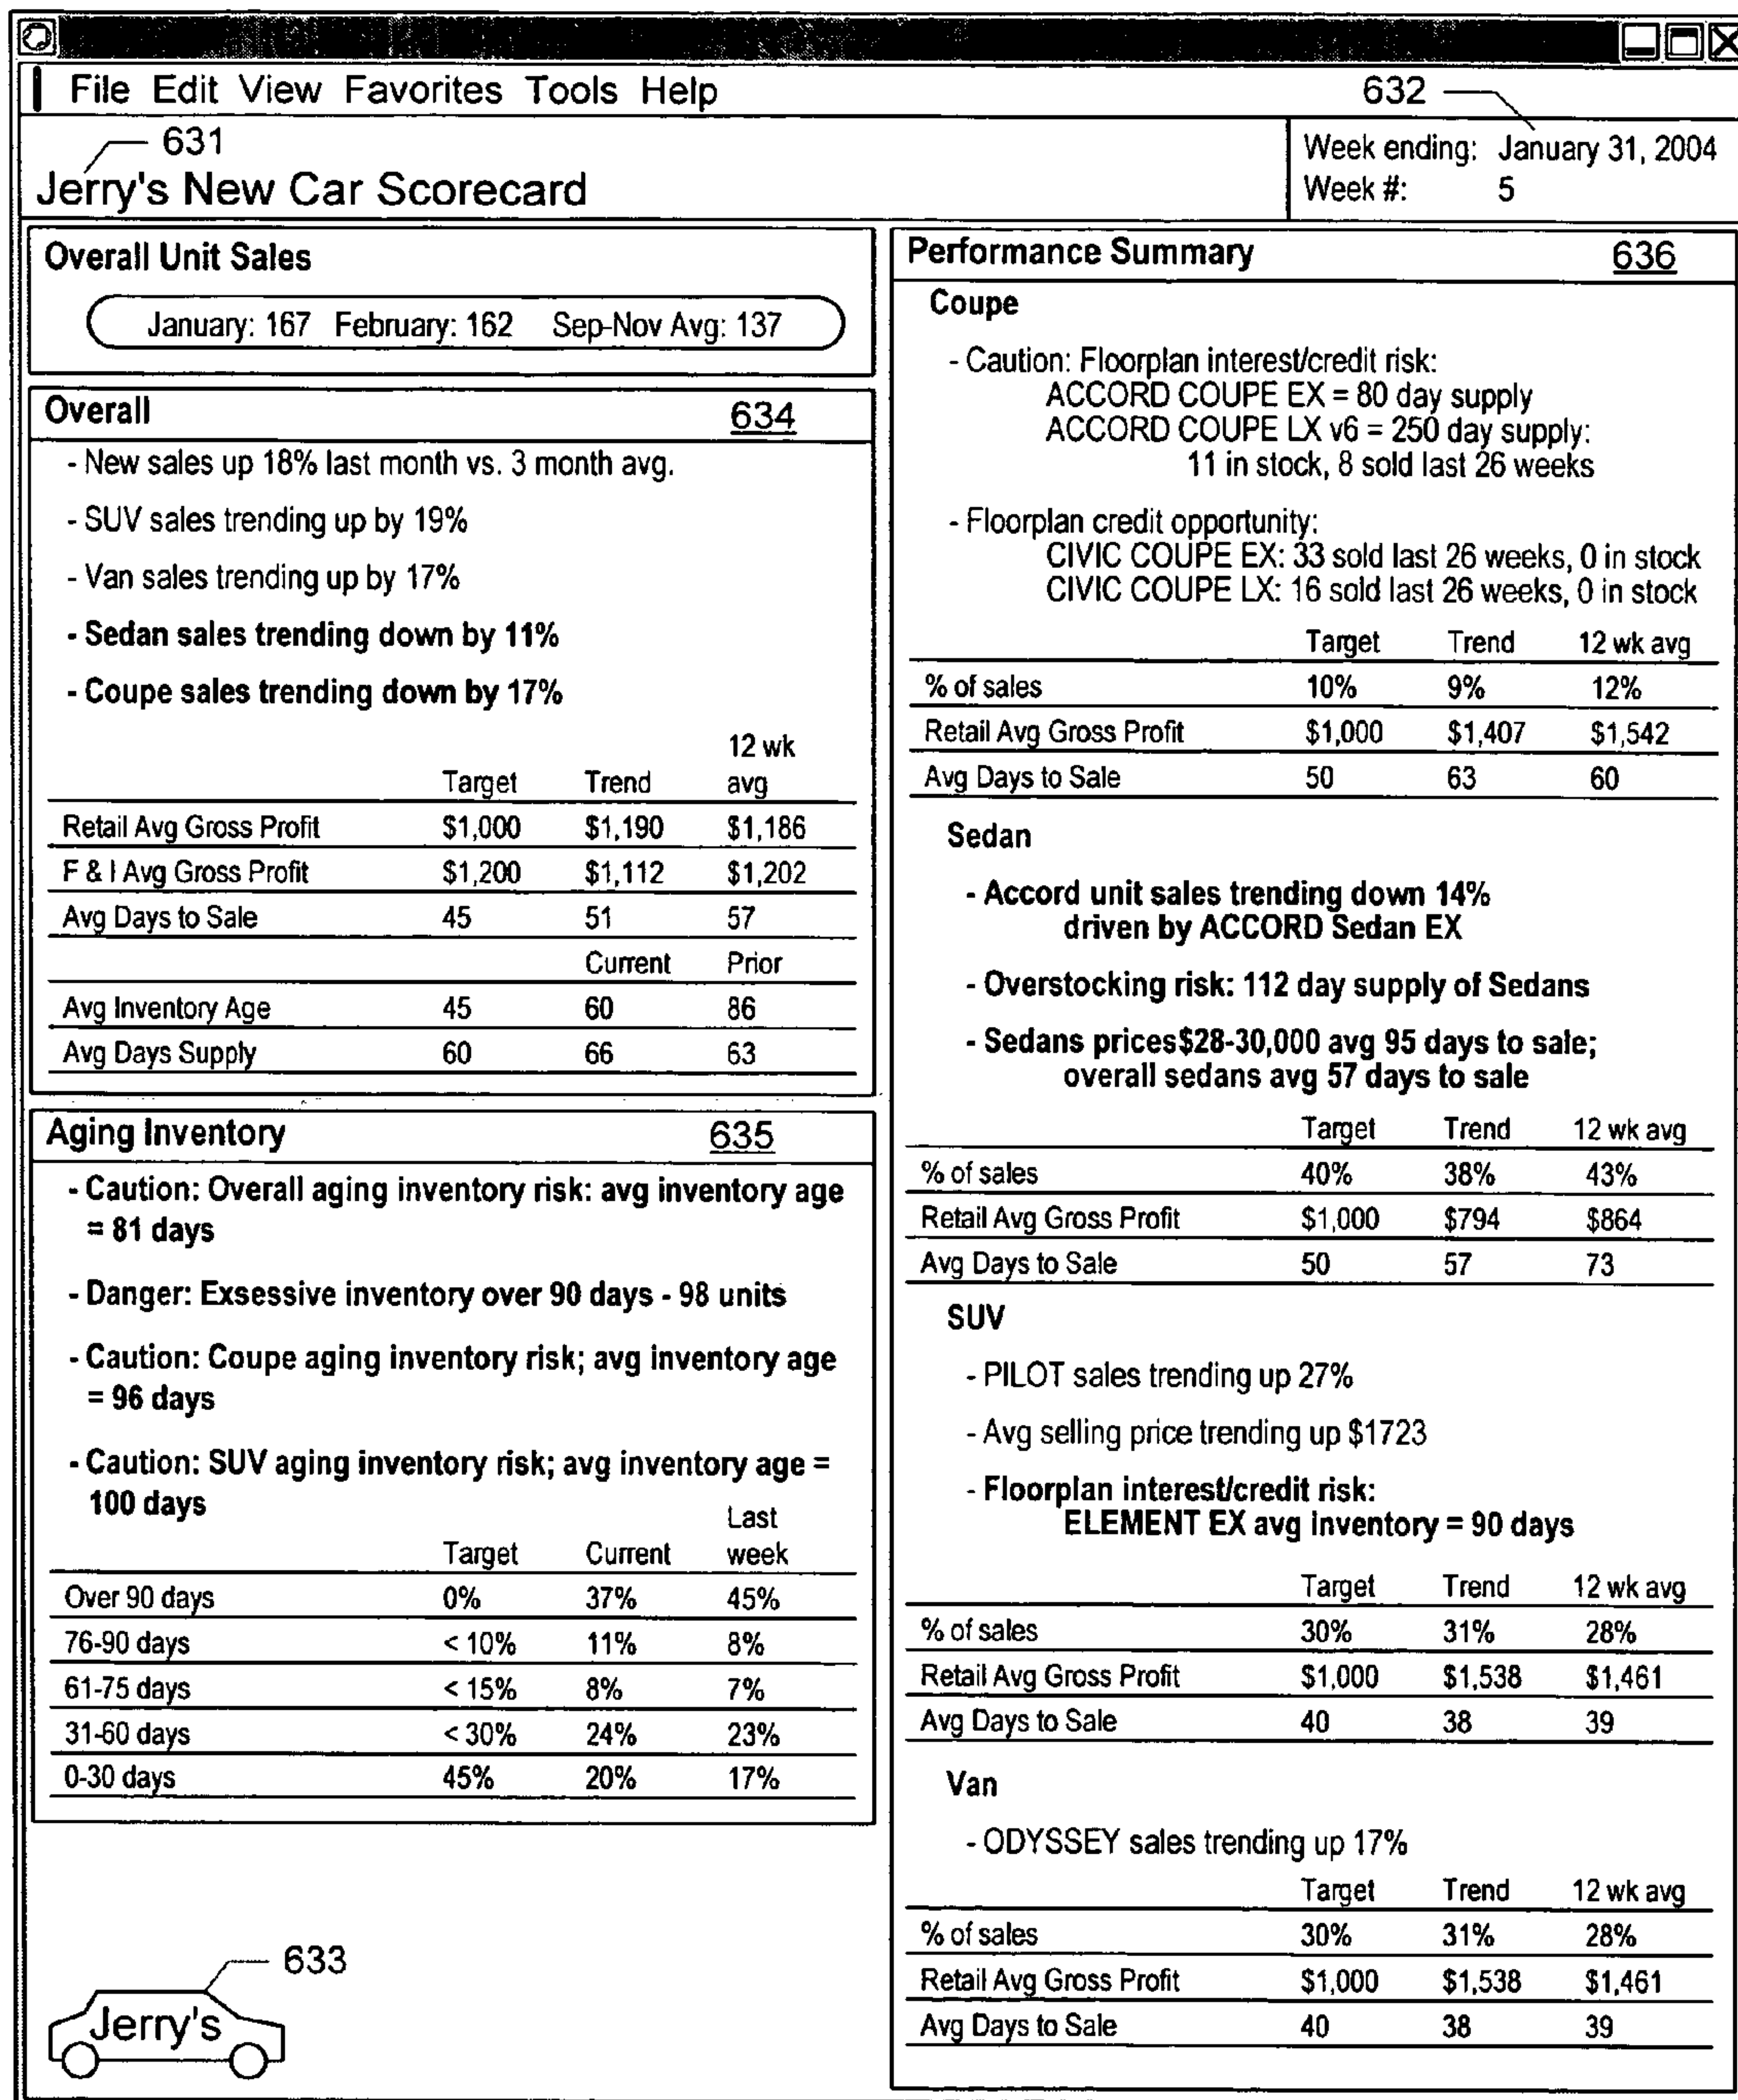 File Edit View Favorites Tools Help
632
631
Jerry's New Car Scorecard
Week ending: January 31, 2004
Week #: 5
Overall Unit Sales
January: 167 February: 162 Sep-Nov Avg: 137
Overall 634
- New sales up 18% last month vs. 3 month avg.
- SUV sales trending up by 19%
- Van sales trending up by 17%
- Sedan sales trending down by 11%
- Coupe sales trending down by 17%
12 wk
Target Trend avg
Retail Avg Gross Profit $1,000 $1,190 $1,186
F & I Avg Gross Profit $1,200 $1,112 $1,202
Avg Days to Sale 45 51 57
Current Prior
Avg Inventory Age 45 60 86
Avg Days Supply 60 66 63
Aging Inventory 635
- Caution: Overall aging inventory risk: avg inventory age
= 81 days
- Danger: Exsessive inventory over 90 days - 98 units
- Caution: Coupe aging inventory risk; avg inventory age
= 96 days
- Caution: SUV aging inventory risk; avg inventory age =
100 days
Last
Target Current week
Over 90 days 0% 37% 45%
76-90 days < 10% 11% 8%
61-75 days < 15% 8% 7%
31-60 days < 30% 24% 23%
0-30 days 45% 20% 17%
633
Jerry's
Performance Summary 636
Coupe
- Caution: Floorplan interest/credit risk:
ACCORD COUPE EX = 80 day supply
ACCORD COUPE LX v6 = 250 day supply:
11 in stock, 8 sold last 26 weeks
- Floorplan credit opportunity:
CIVIC COUPE EX: 33 sold last 26 weeks, 0 in stock
CIVIC COUPE LX: 16 sold last 26 weeks, 0 in stock
Target Trend 12 wk avg
% of sales 10% 9% 12%
Retail Avg Gross Profit $1,000 $1,407 $1,542
Avg Days to Sale 50 63 60
Sedan
- Accord unit sales trending down 14%
driven by ACCORD Sedan EX
- Overstocking risk: 112 day supply of Sedans
- Sedans prices$28-30,000 avg 95 days to sale;
overall sedans avg 57 days to sale
Target Trend 12 wk avg
% of sales 40% 38% 43%
Retail Avg Gross Profit $1,000 $794 $864
Avg Days to Sale 50 57 73
SUV
- PILOT sales trending up 27%
- Avg selling price trending up $1723
- Floorplan interest/credit risk:
ELEMENT EX avg inventory = 90 days
Target Trend 12 wk avg
% of sales 30% 31% 28%
Retail Avg Gross Profit $1,000 $1,538 $1,461
Avg Days to Sale 40 38 39
Van
- ODYSSEY sales trending up 17%
Target Trend 12 wk avg
% of sales 30% 31% 28%
Retail Avg Gross Profit $1,000 $1,538 $1,461
Avg Days to Sale 40 38 39